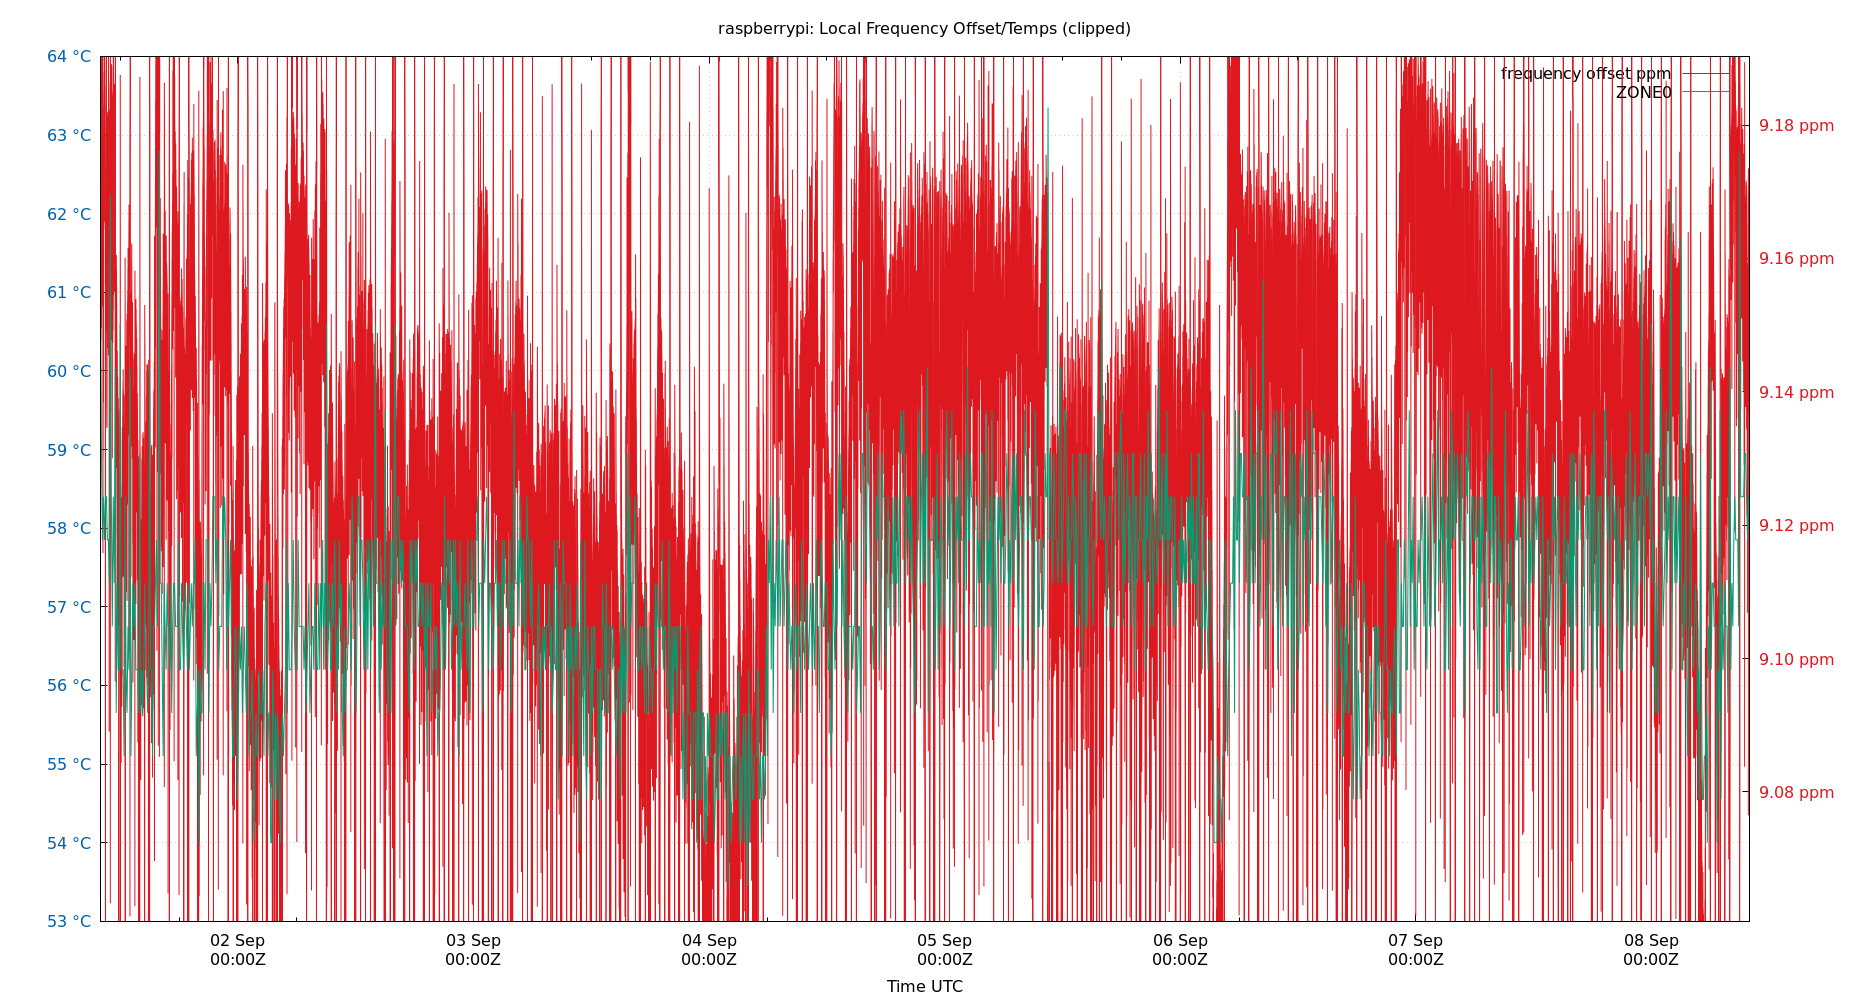 raspberrypi: Local Frequency Offset/Temps (clipped)
64 °C
63 °C
62 °C
61 °C
60 °C
59 °C
58 °C
57 °C
56 °C
55 °C
54 °C
53 °C
frequency offset ppm
ZONE0
9.18 ppm
9.16 ppm
9.14 ppm
9.12 ppm
9.10 ppm
9.08 ppm
02 Sep
00:00Z
03 Sep
00:00Z
04 Sep
00:00Z
05 Sep
00:00Z
06 Sep
00:00Z
07 Sep
00:00Z
08 Sep
00:00Z
Time UTC